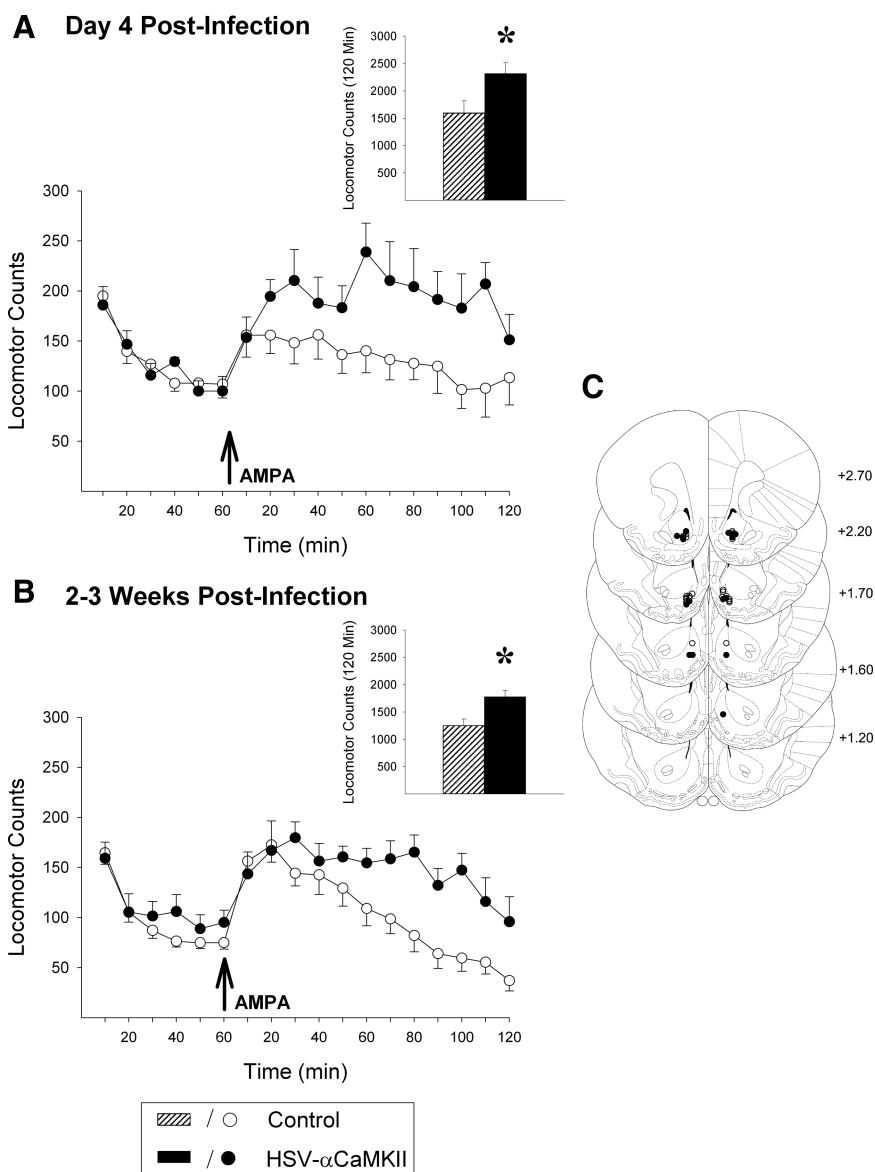 A Day 4 Post-Infection
Locomotor Counts (120 Min)
3000
2500
2000
1500
1000
500
*
Locomotor Counts
300
250
200
150
100
50
AMPA
20 40 60 20 40 60 80 100 120
Time (min)
B 2-3 Weeks Post-Infection
Locomotor Counts (120 Min)
3000
2500
2000
1500
1000
500
*
Locomotor Counts
300
250
200
150
100
50
AMPA
20 40 60 20 40 60 80 100 120
Time (min)
/ Control
/ HSV-αCaMKII
C
+2.70
+2.20
+1.70
+1.60
+1.20